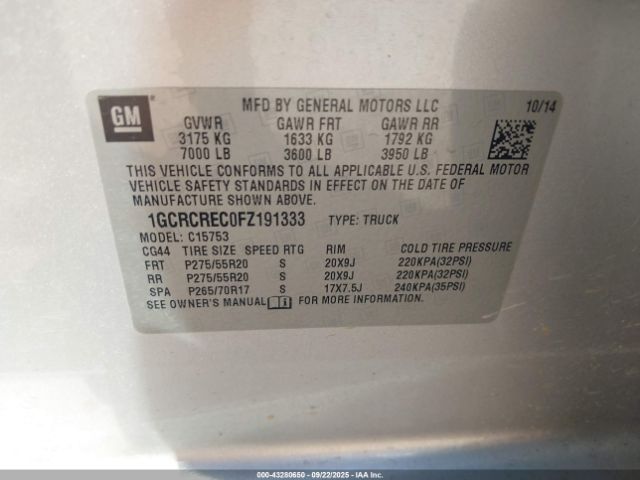 GM
MFD BY GENERAL MOTORS LLC 10/14
GVWR GAWR FRT GAWR RR
3175 KG 1633 KG 1792 KG
7000 LB 3600 LB 3950 LB
THIS VEHICLE CONFORMS TO ALL APPLICABLE U.S. FEDERAL MOTOR
VEHICLE SAFETY STANDARDS IN EFFECT ON THE DATE OF
MANUFACTURE SHOWN ABOVE.
1GCRCREC0FZ191333 TYPE: TRUCK
MODEL: C15753
CG44 TIRE SIZE SPEED RTG RIM COLD TIRE PRESSURE
FRT P275/55R20 S 20X9J 220KPA(32PSI)
RR P275/55R20 S 20X9J 220KPA(32PSI)
SPA P265/70R17 S 17X7.5J 240KPA(35PSI)
SEE OWNER'S MANUAL FOR MORE INFORMATION.
000-43280650 - 09/22/2025 - IAAI.COM